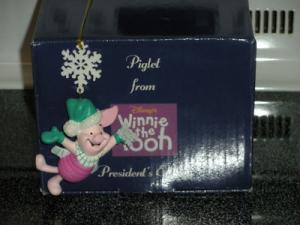 Piglet
from
Disney's
Winnie
the
Pooh
President's